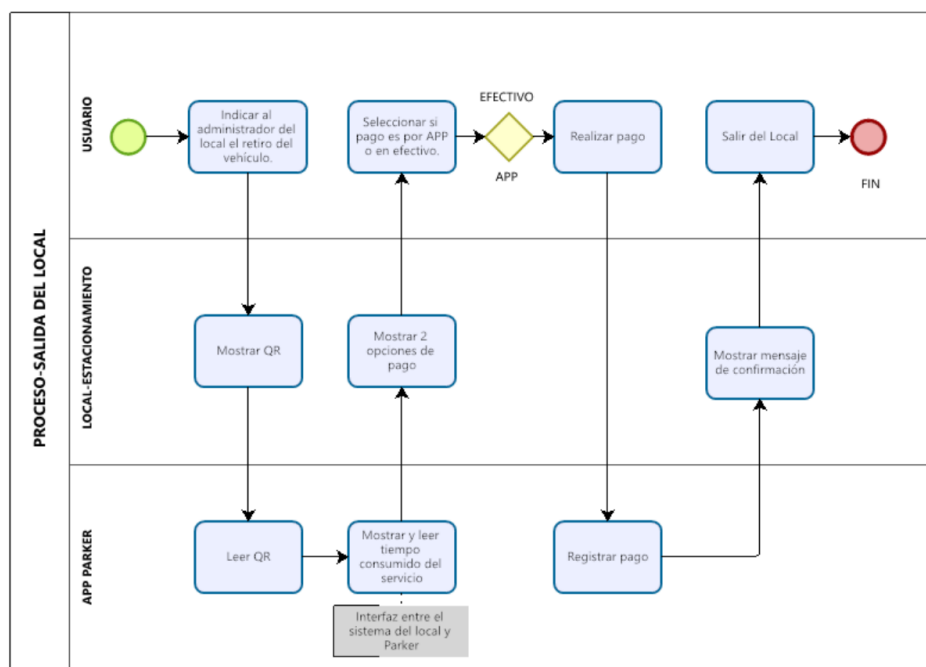 PROCESO-SALIDA DEL LOCAL
USUARIO
Indicar al
administrador del
local el retiro del
vehículo.
Seleccionar si
pago es por APP
o en efectivo.
EFECTIVO
APP
Realizar pago
Salir del Local
FIN
LOCAL-ESTACIONAMIENTO
Mostrar QR
Mostrar 2
opciones de
pago
Mostrar mensaje
de confirmación
APP PARKER
Leer QR
Mostrar y leer
tiempo
consumido del
servicio
Registrar pago
Interfaz entre el
sistema del local y
Parker